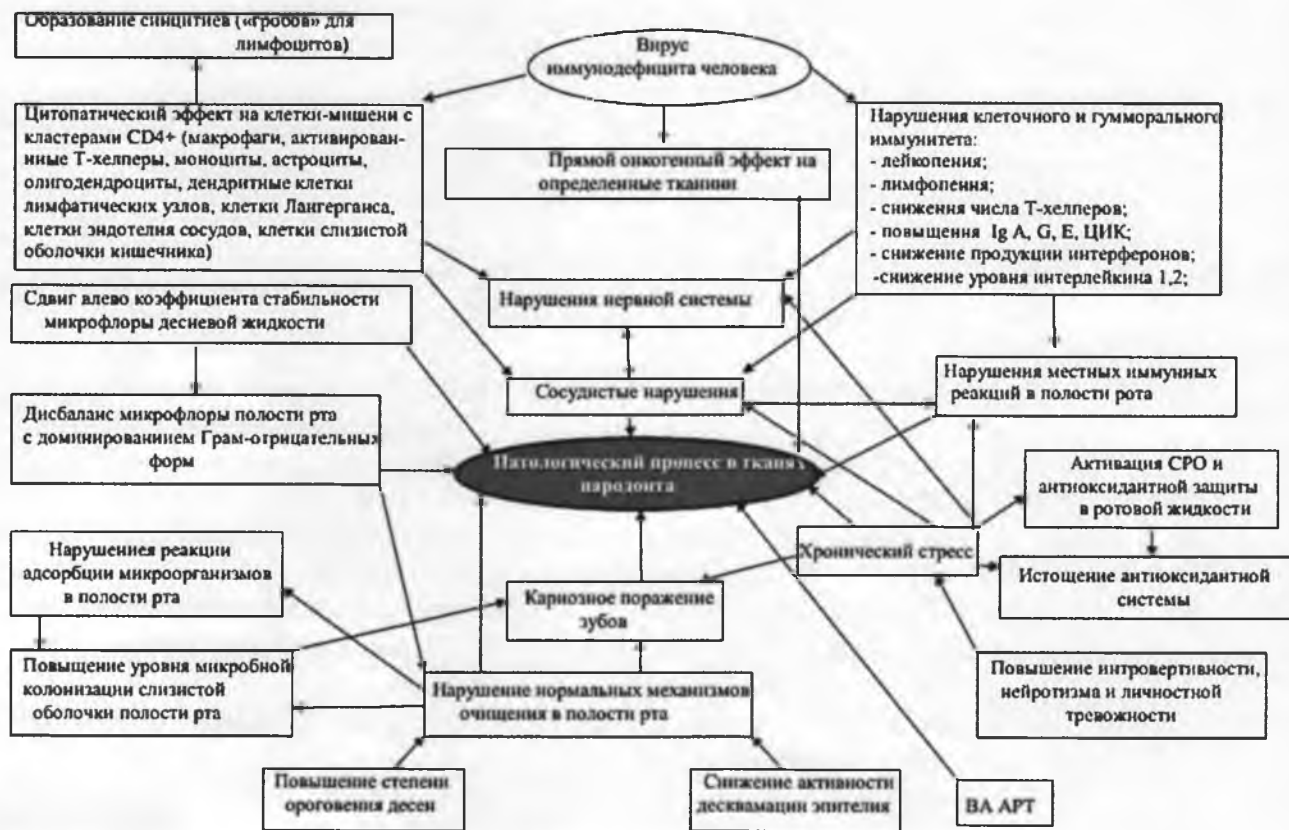 Образование синцитиев («гробов» для
лимфоцитов)
Вирус
иммунодефицита человека
Цитопатический эффект на клетки-мишени с
кластерами CD4+ (макрофаги, активирован-
нные Т-хелперы, моноциты, астроциты,
олигодендроциты, дендритные клетки
лимфатических узлов, клетки Лангерганса,
клетки эндотелия сосудов, клетки слизистой
оболочки кишечника)
Прямой онкогенный эффект на
определенные тканини
Нарушения клеточного и гумморального
иммунитета:
- лейкопения;
- лимфопення;
- снижения числа Т-хелперов;
- повыщения Ig A, G, E, ЦИК;
- снижение продукции интерферонов;
-снижение уровня интерлейкина 1,2;
Сдвиг влево коэффициента стабильности
микрофлоры десневой жидкости
Нарушения нервной системы
Сосудистые нарушения
Нарушения местных иммунных
реакций в полости рота
Дисбаланс микрофлоры полости рта
с доминированием Грам-отрицательных
форм
Патологический процесс в тканях
пародонта
Активация СРО и
антиоксидантной защиты
в ротовой жидкости
Хронический стресс
Нарушениея реакции
адсорбции микроорганизмов
в полости рта
Кариозное поражение
зубов
Истощение антиоксидантной
системы
Повыщение уровня микробной
колонизации слизистой
оболочки полости рта
Нарушение нормальных механизмов
очищения в полости рта
Повышение интровертивности,
нейротизма и личностной
тревожности
Повышение степени
ороговения десен
Снижение активности
десквамации эпителия
ВА АРТ